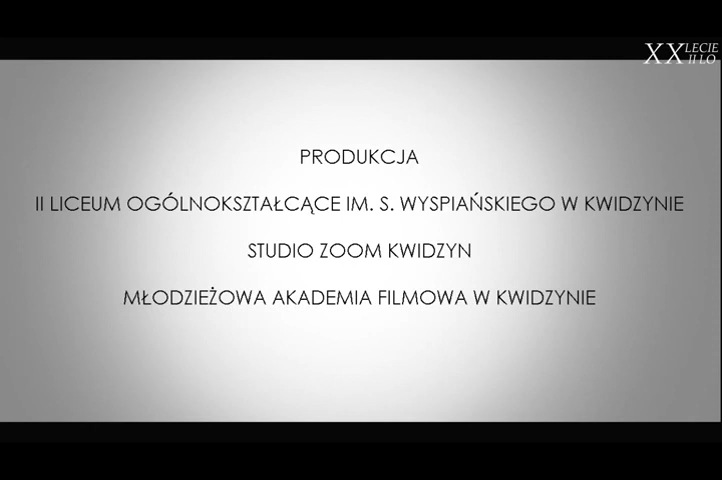 XX LECIE
II LO
PRODUKCJA
II LICEUM OGÓLNOKSZTAŁCĄCE IM. S. WYSPIAŃSKIEGO W KWIDZYNIE
STUDIO ZOOM KWIDZYN
MŁODZIEŻOWA AKADEMIA FILMOWA W KWIDZYNIE